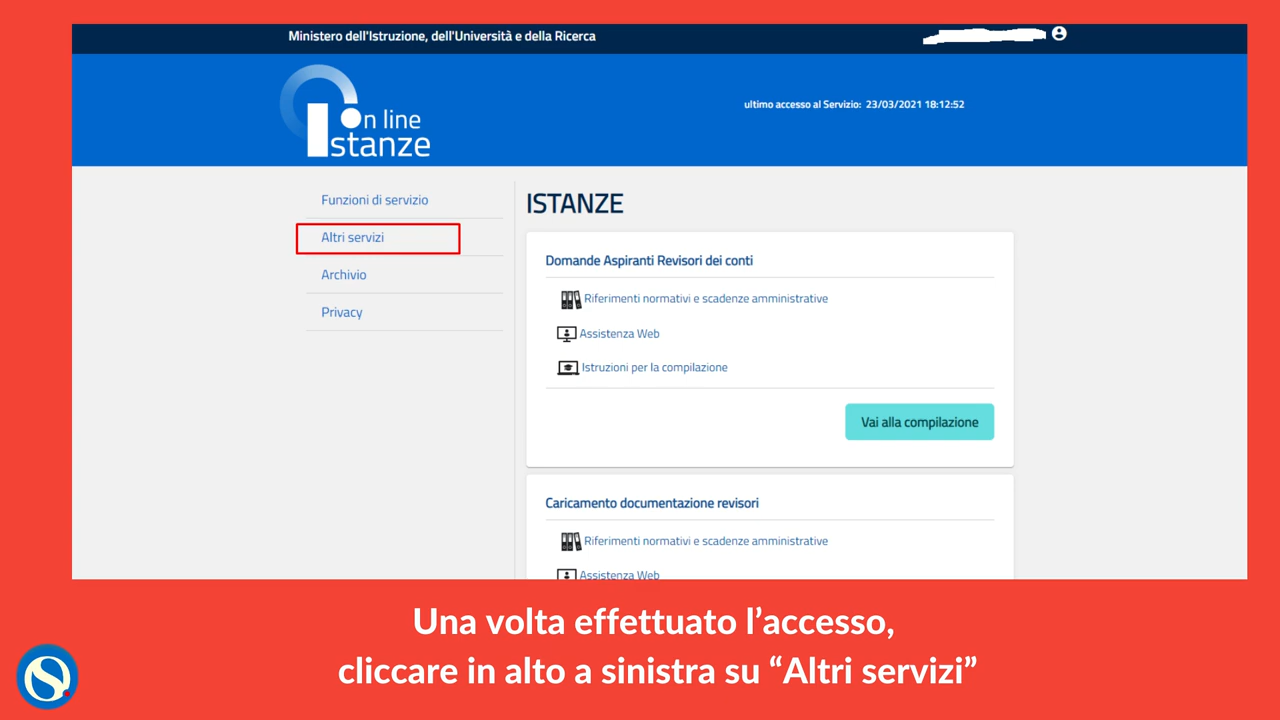 Ministero dell'Istruzione, dell'Università e della Ricerca
On line
Istanze
ultimo accesso al Servizio: 23/03/2021 18:12:52
Funzioni di servizio
Altri servizi
Archivio
Privacy
ISTANZE
Domande Aspiranti Revisori dei conti
Riferimenti normativi e scadenze amministrative
Assistenza Web
Istruzioni per la compilazione
Vai alla compilazione
Caricamento documentazione revisori
Riferimenti normativi e scadenze amministrative
Assistenza Web
Una volta effettuato l’accesso,
cliccare in alto a sinistra su “Altri servizi”